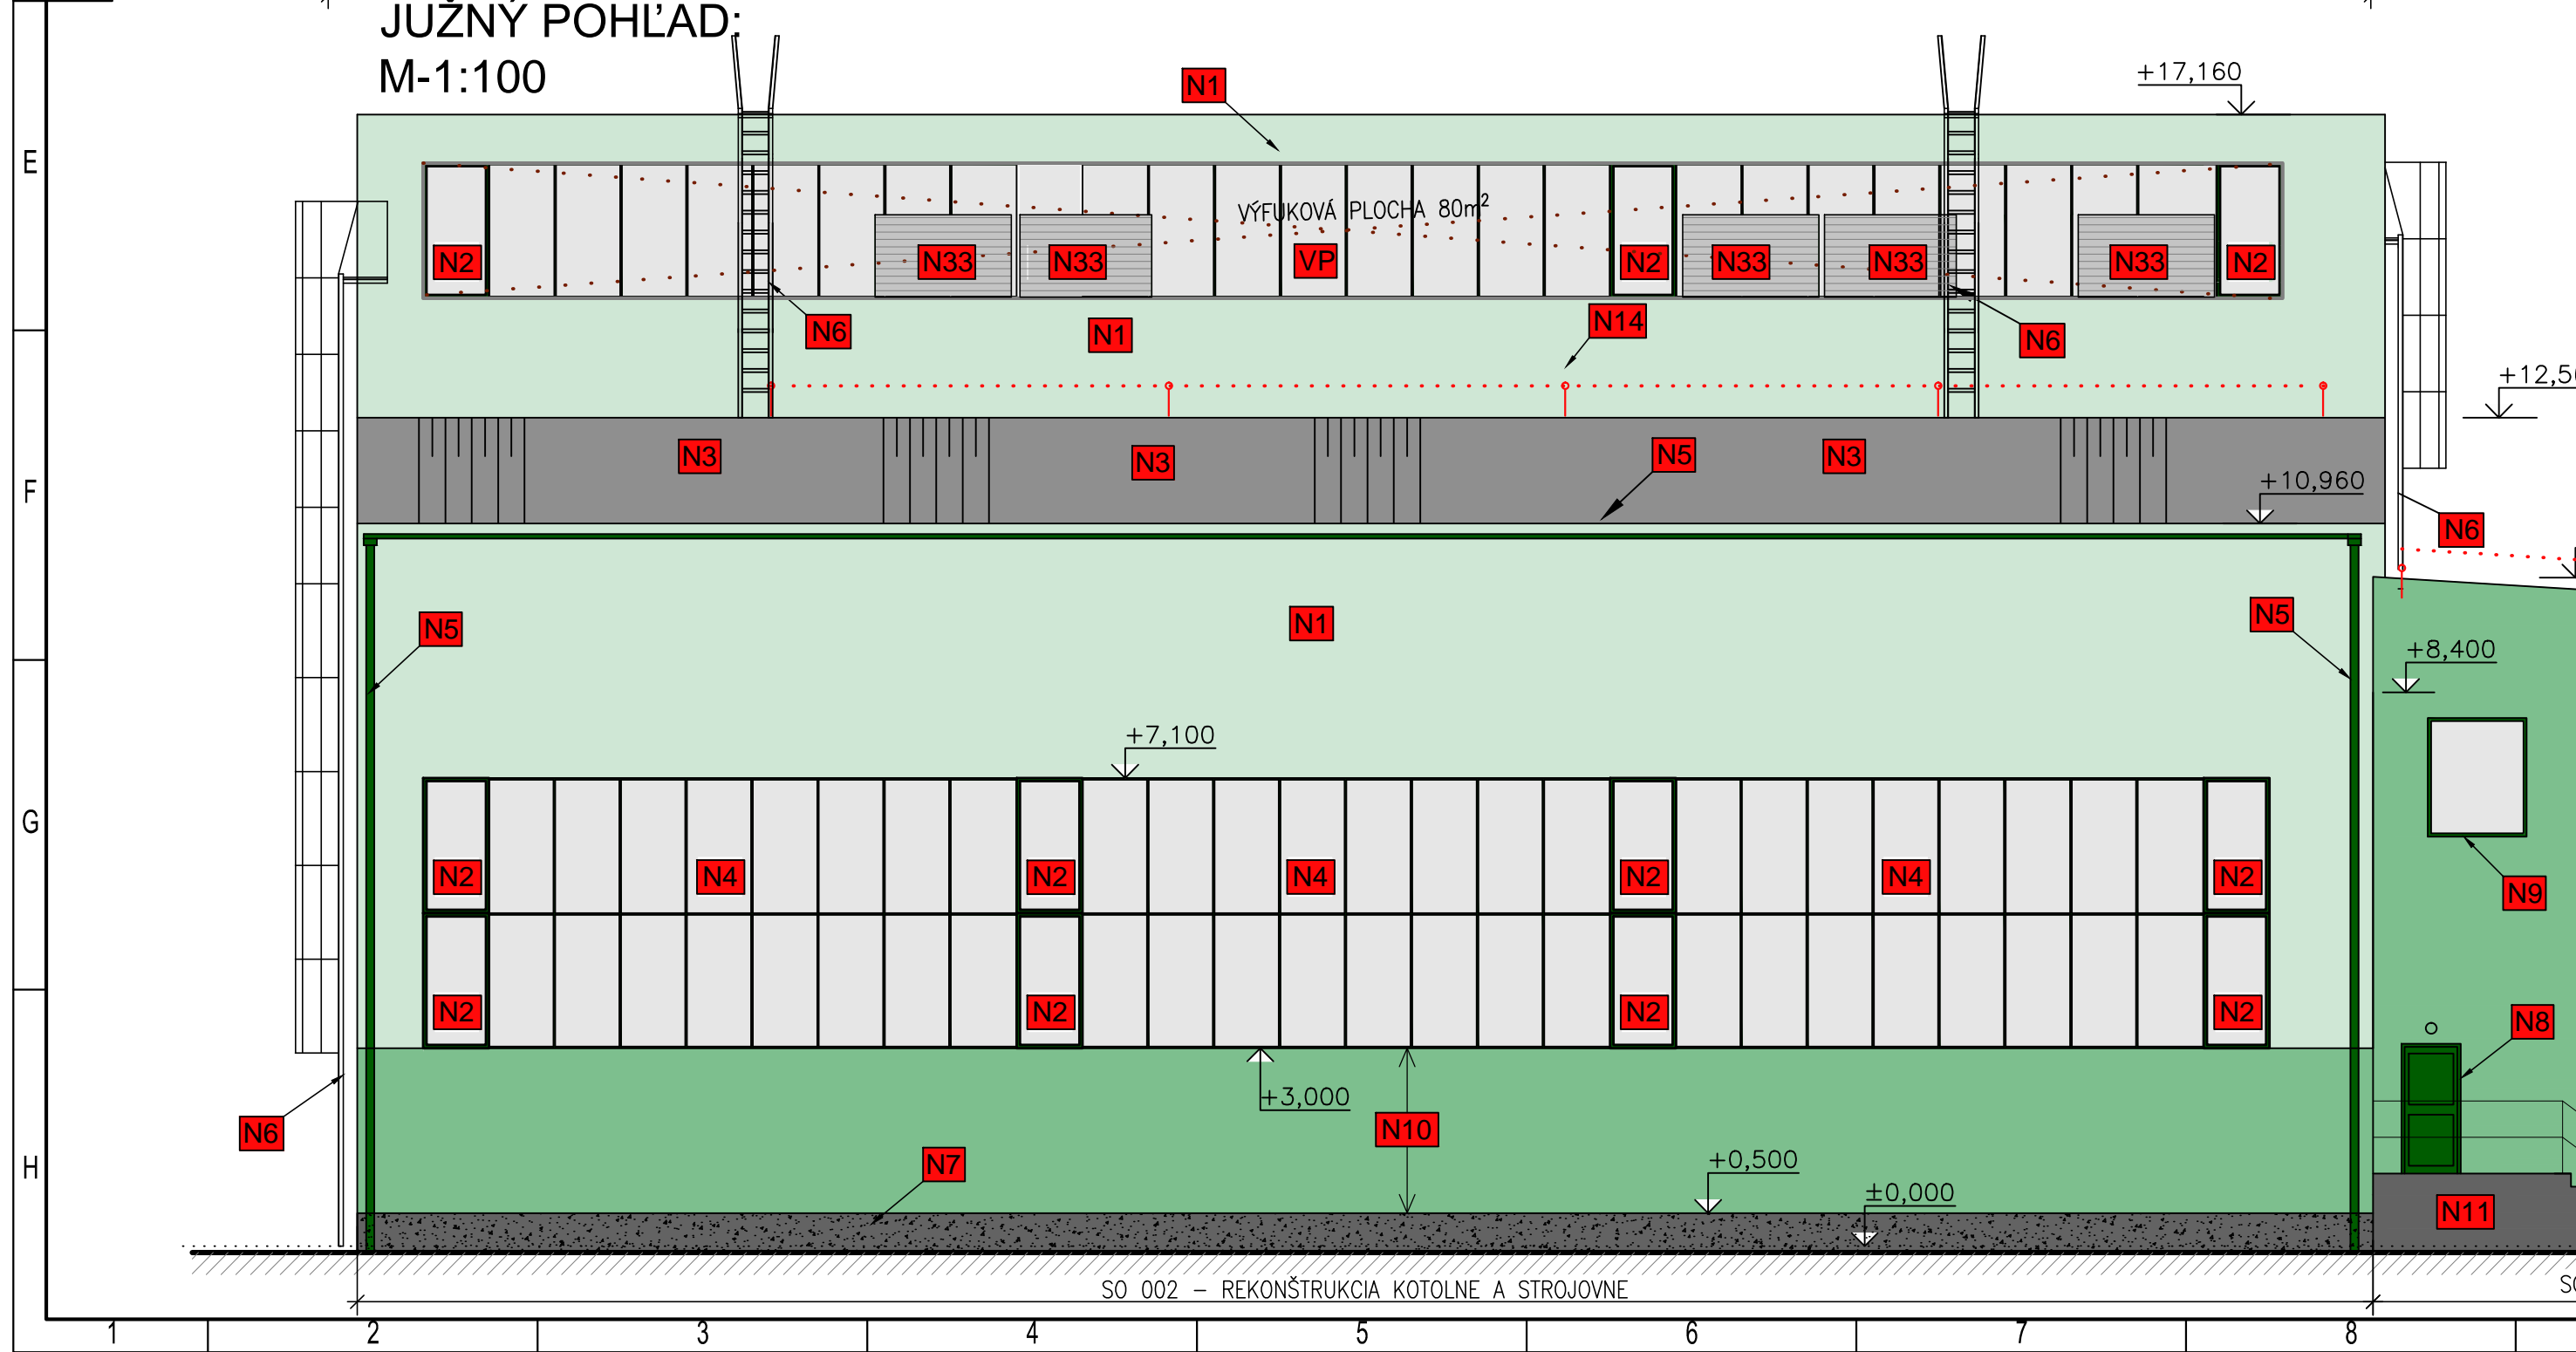 JUŽNÝ POHĽAD:
M-1:100
N1
+17,160
E
VÝFUKOVÁ PLOCHA 80m²
N2
N33
N33
VP
N2
N33
N33
N33
N2
N6
N1
N14
N6
N3
N3
N5
N3
F
+10,960
N6
N5
N1
N5
+8,400
+7,100
G
N2
N4
N2
N4
N2
N4
N2
N9
N2
N2
N2
N2
N8
+3,000
N10
N6
N7
H
+0,500
±0,000
N11
SO 002 – REKONŠTRUKCIA KOTOLNE A STROJOVNE
1
2
3
4
5
6
7
8